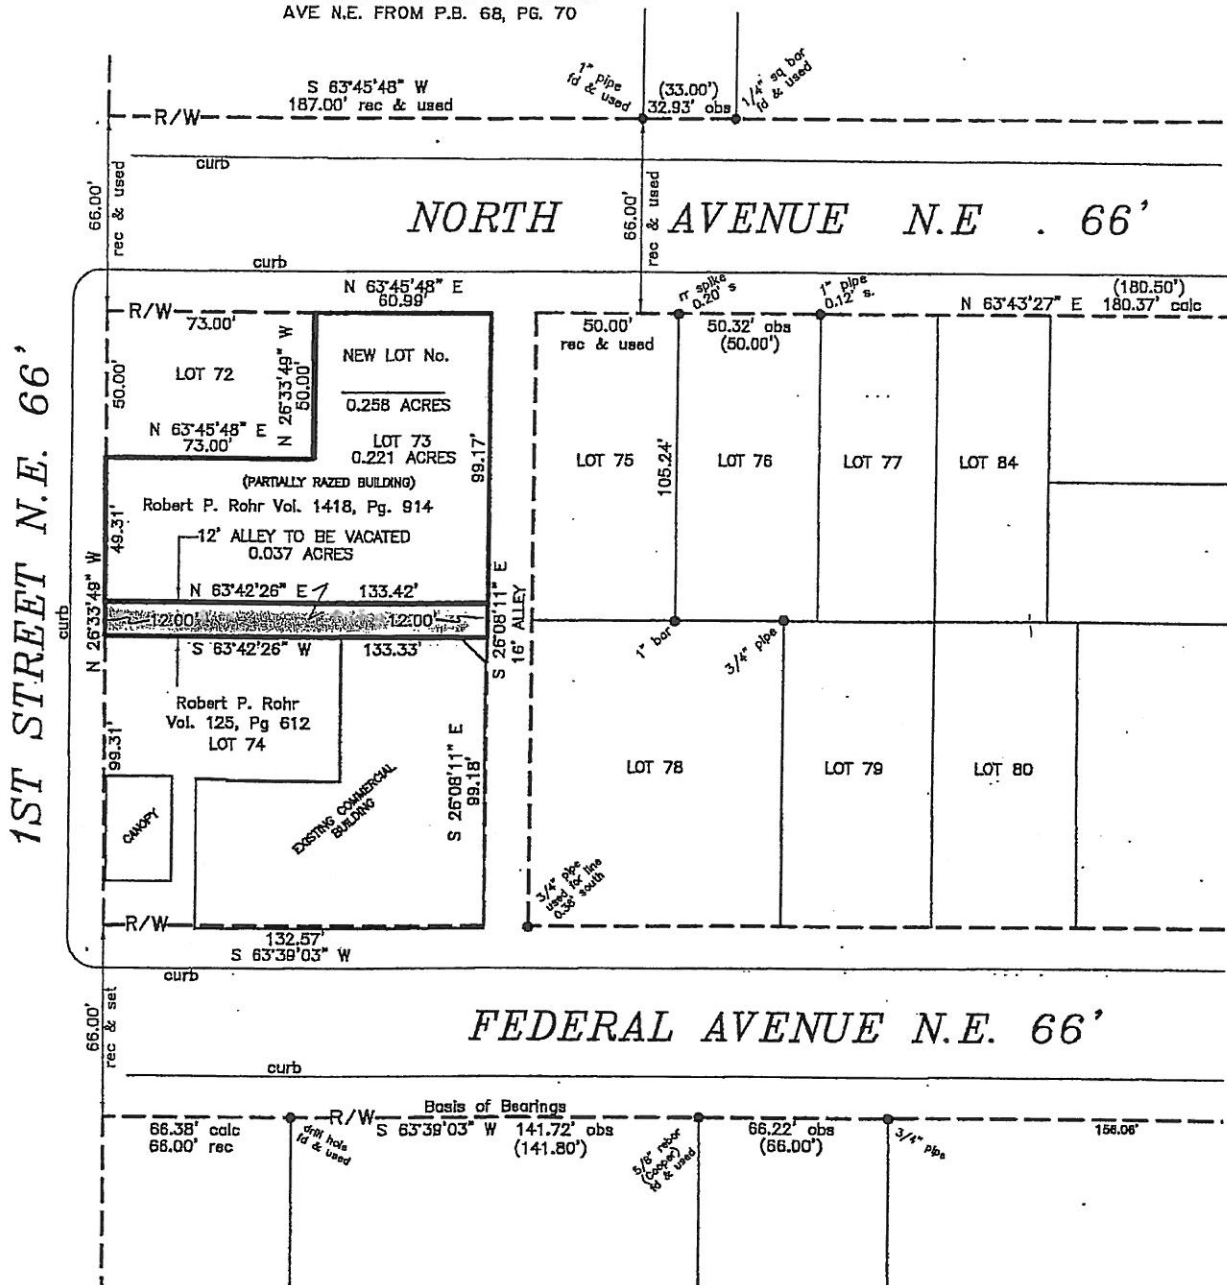 AVE N.E. FROM P.B. 68, PG. 70
S 63°45'48" W
187.00' rec & used
1" pipe
fd & used
(33.00')
32.93' obs
1/4" sq bar
fd & used
R/W
curb
66.00'
rec & used
66.00'
rec & used
NORTH AVENUE N.E . 66'
curb
N 63°45'48" E
60.99'
rr spike
0.20' s
1" pipe
0.12' s.
(180.50')
N 63°43'27" E 180.37' calc
R/W
73.00'
50.00'
rec & used
50.32' obs
(50.00')
LOT 72
50.00'
N 26°33'49" W
50.00'
NEW LOT No.
0.258 ACRES
N 63°45'48" E
73.00'
LOT 73
0.221 ACRES
99.17'
(PARTIALLY RAZED BUILDING)
Robert P. Rohr Vol. 1418, Pg. 914
49.31'
12' ALLEY TO BE VACATED
0.037 ACRES
N 63°42'26" E 133.42'
12.00'
12.00'
S 63°42'26" W 133.33'
S 26°08'11" E
16' ALLEY
LOT 75
105.24'
LOT 76
LOT 77
LOT 84
1" bar
3/4" pipe
1ST STREET N.E. 66'
curb
N 26°33'49" W
Robert P. Rohr
Vol. 125, Pg 612
LOT 74
99.31'
CANOPY
EXISTING COMMERCIAL
BUILDING
S 26°08'11" E
99.18'
LOT 78
LOT 79
LOT 80
3/4" pipe
used for line
0.38' south
R/W
132.57'
S 63°39'03" W
curb
66.00'
rec & set
FEDERAL AVENUE N.E. 66'
curb
Basis of Bearings
R/W
S 63°39'03" W 141.72' obs
(141.80')
66.38' calc
66.00' rec
drill hole
fd & used
5/8" rebar
(Cooper)
fd & used
66.22' obs
(66.00')
3/4" pipe
156.06'